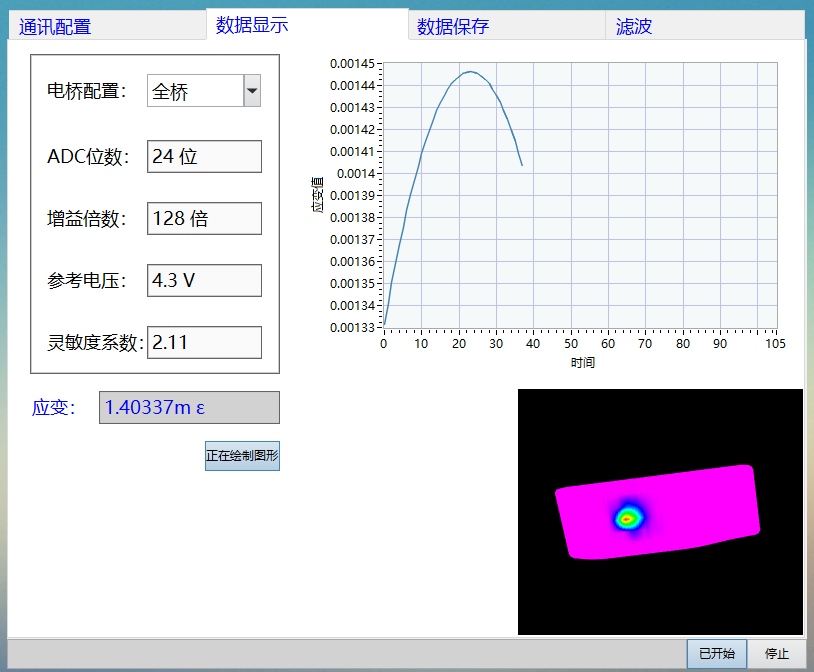 通讯配置
数据显示
数据保存
滤波
电桥配置：
全桥
ADC位数：
24 位
增益倍数：
128 倍
参考电压：
4.3 V
灵敏度系数：
2.11
应变：
1.40337m ε
正在绘制图形
应变值
0.00145
0.00144
0.00143
0.00142
0.00141
0.0014
0.00139
0.00138
0.00137
0.00136
0.00135
0.00134
0.00133
0 10 20 30 40 50 60 70 80 90 105
时间
已开始
停止